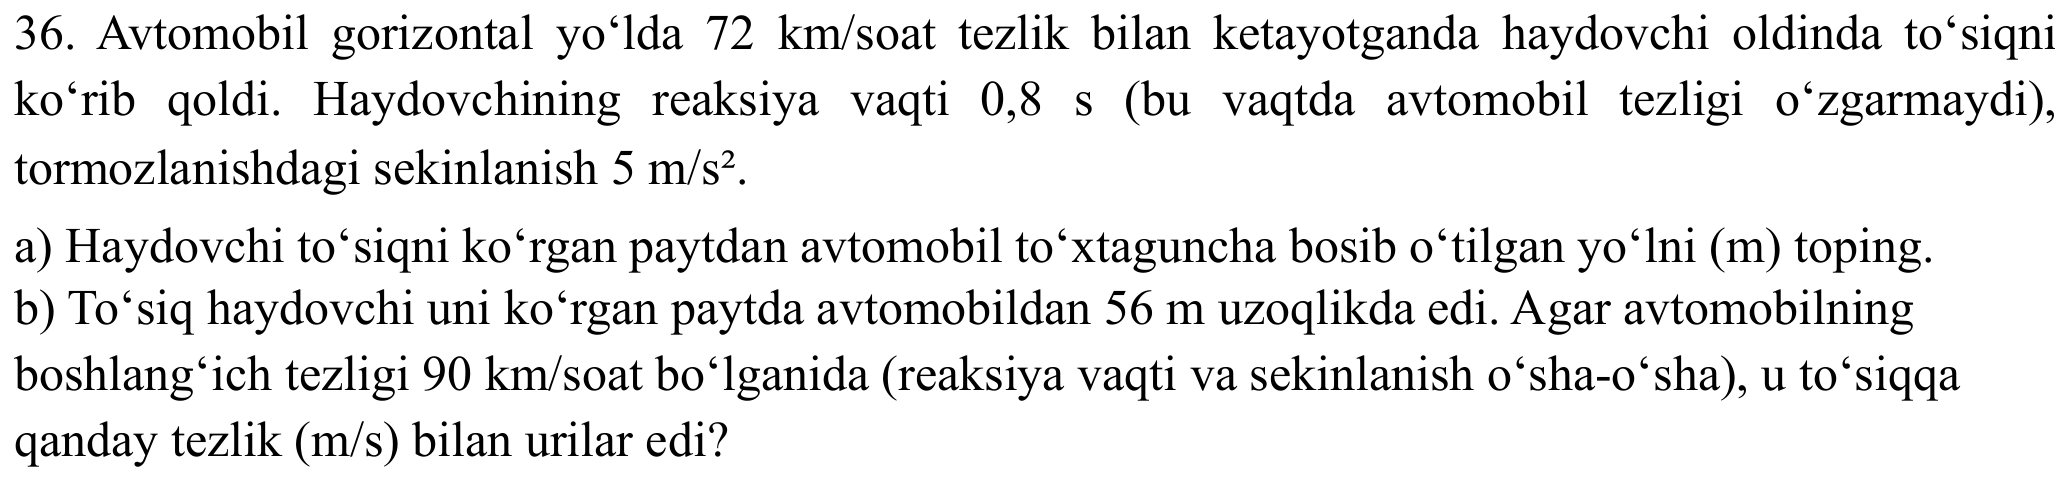 36. Avtomobil gorizontal yo‘lda 72 km/soat tezlik bilan ketayotganda haydovchi oldinda to‘siqni
ko‘rib qoldi. Haydovchining reaksiya vaqti 0,8 s (bu vaqtda avtomobil tezligi o‘zgarmaydi),
tormozlanishdagi sekinlanish 5 m/s².
a) Haydovchi to‘siqni ko‘rgan paytdan avtomobil to‘xtaguncha bosib o‘tilgan yo‘lni (m) toping.
b) To‘siq haydovchi uni ko‘rgan paytda avtomobildan 56 m uzoqlikda edi. Agar avtomobilning
boshlang‘ich tezligi 90 km/soat bo‘lganida (reaksiya vaqti va sekinlanish o‘sha-o‘sha), u to‘siqqa
qanday tezlik (m/s) bilan urilar edi?